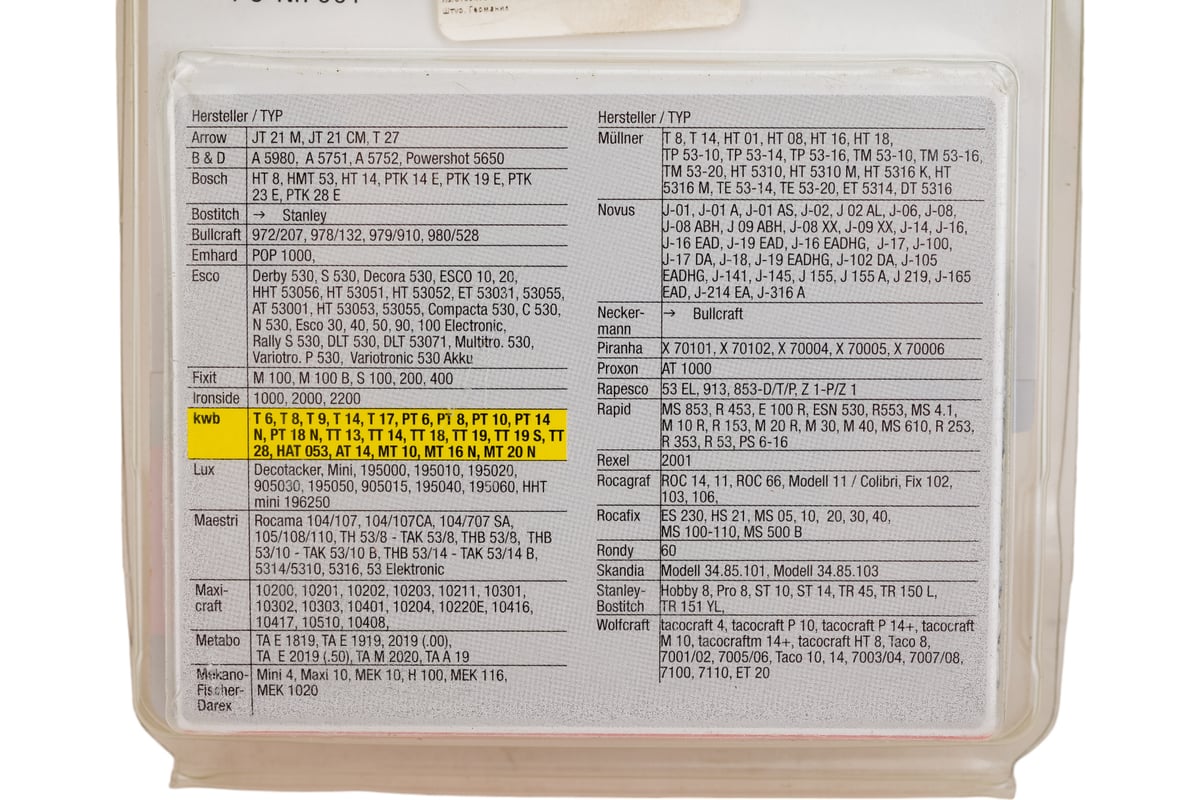 штур. Германия
Hersteller / TYP
Arrow JT 21 M, JT 21 CM, T 27
B & D A 5980, A 5751, A 5752, Powershot 5650
Bosch HT 8, HMT 53, HT 14, PTK 14 E, PTK 19 E, PTK
23 E, PTK 28 E
Bostitch → Stanley
Bullcraft 972/207, 978/132, 979/910, 980/528
Emhard POP 1000,
Esco Derby 530, S 530, Decora 530, ESCO 10, 20,
HHT 53056, HT 53051, HT 53052, ET 53031, 53055,
AT 53001, HT 53053, 53055, Compacta 530, C 530,
N 530, Esco 30, 40, 50, 90, 100 Electronic,
Rally S 530, DLT 530, DLT 53071, Multitro. 530,
Variotro. P 530, Variotronic 530 Akku
Fixit M 100, M 100 B, S 100, 200, 400
Ironside 1000, 2000, 2200
kwb T 6, T 8, T 9, T 14, T 17, PT 6, PT 8, PT 10, PT 14
N, PT 18 N, TT 13, TT 14, TT 18, TT 19, TT 19 S, TT
28, HAT 053, AT 14, MT 10, MT 16 N, MT 20 N
Lux Decotacker, Mini, 195000, 195010, 195020,
905030, 195050, 905015, 195040, 195060, HHT
mini 196250
Maestri Rocama 104/107, 104/107CA, 104/707 SA,
105/108/110, TH 53/8 - TAK 53/8, THB 53/8, THB
53/10 - TAK 53/10 B, THB 53/14 - TAK 53/14 B,
5314/5310, 5316, 53 Elektronic
Maxi- 10200, 10201, 10202, 10203, 10211, 10301,
craft 10302, 10303, 10401, 10204, 10220E, 10416,
10417, 10510, 10408,
Metabo TA E 1819, TA E 1919, 2019 (.00),
TA E 2019 (.50), TA M 2020, TA A 19
Mekano- Mini 4, Maxi 10, MEK 10, H 100, MEK 116,
Fischer- MEK 1020
Darex
Hersteller / TYP
Müllner T 8, T 14, HT 01, HT 08, HT 16, HT 18,
TP 53-10, TP 53-14, TP 53-16, TM 53-10, TM 53-16,
TM 53-20, HT 5310, HT 5310 M, HT 5316 K, HT
5316 M, TE 53-14, TE 53-20, ET 5314, DT 5316
Novus J-01, J-01 A, J-01 AS, J-02, J 02 AL, J-06, J-08,
J-08 ABH, J 09 ABH, J-08 XX, J-09 XX, J-14, J-16,
J-16 EAD, J-19 EAD, J-16 EADHG, J-17, J-100,
J-17 DA, J-18, J-19 EADHG, J-102 DA, J-105
EADHG, J-141, J-145, J 155, J 155 A, J 219, J-165
EAD, J-214 EA, J-316 A
Necker- → Bullcraft
mann
Piranha X 70101, X 70102, X 70004, X 70005, X 70006
Proxon AT 1000
Rapesco 53 EL, 913, 853-D/T/P, Z 1-P/Z 1
Rapid MS 853, R 453, E 100 R, ESN 530, R553, MS 4.1,
M 10 R, R 153, M 20 R, M 30, M 40, MS 610, R 253,
R 353, R 53, PS 6-16
Rexel 2001
Rocagraf ROC 14, 11, ROC 66, Modell 11 / Colibri, Fix 102,
103, 106,
Rocafix ES 230, HS 21, MS 05, 10, 20, 30, 40,
MS 100-110, MS 500 B
Rondy 60
Skandia Modell 34.85.101, Modell 34.85.103
Stanley- Hobby 8, Pro 8, ST 10, ST 14, TR 45, TR 150 L,
Bostitch TR 151 YL,
Wolfcraft tacocraft 4, tacocraft P 10, tacocraft P 14+, tacocraft
M 10, tacocraftm 14+, tacocraft HT 8, Taco 8,
7001/02, 7005/06, Taco 10, 14, 7003/04, 7007/08,
7100, 7110, ET 20